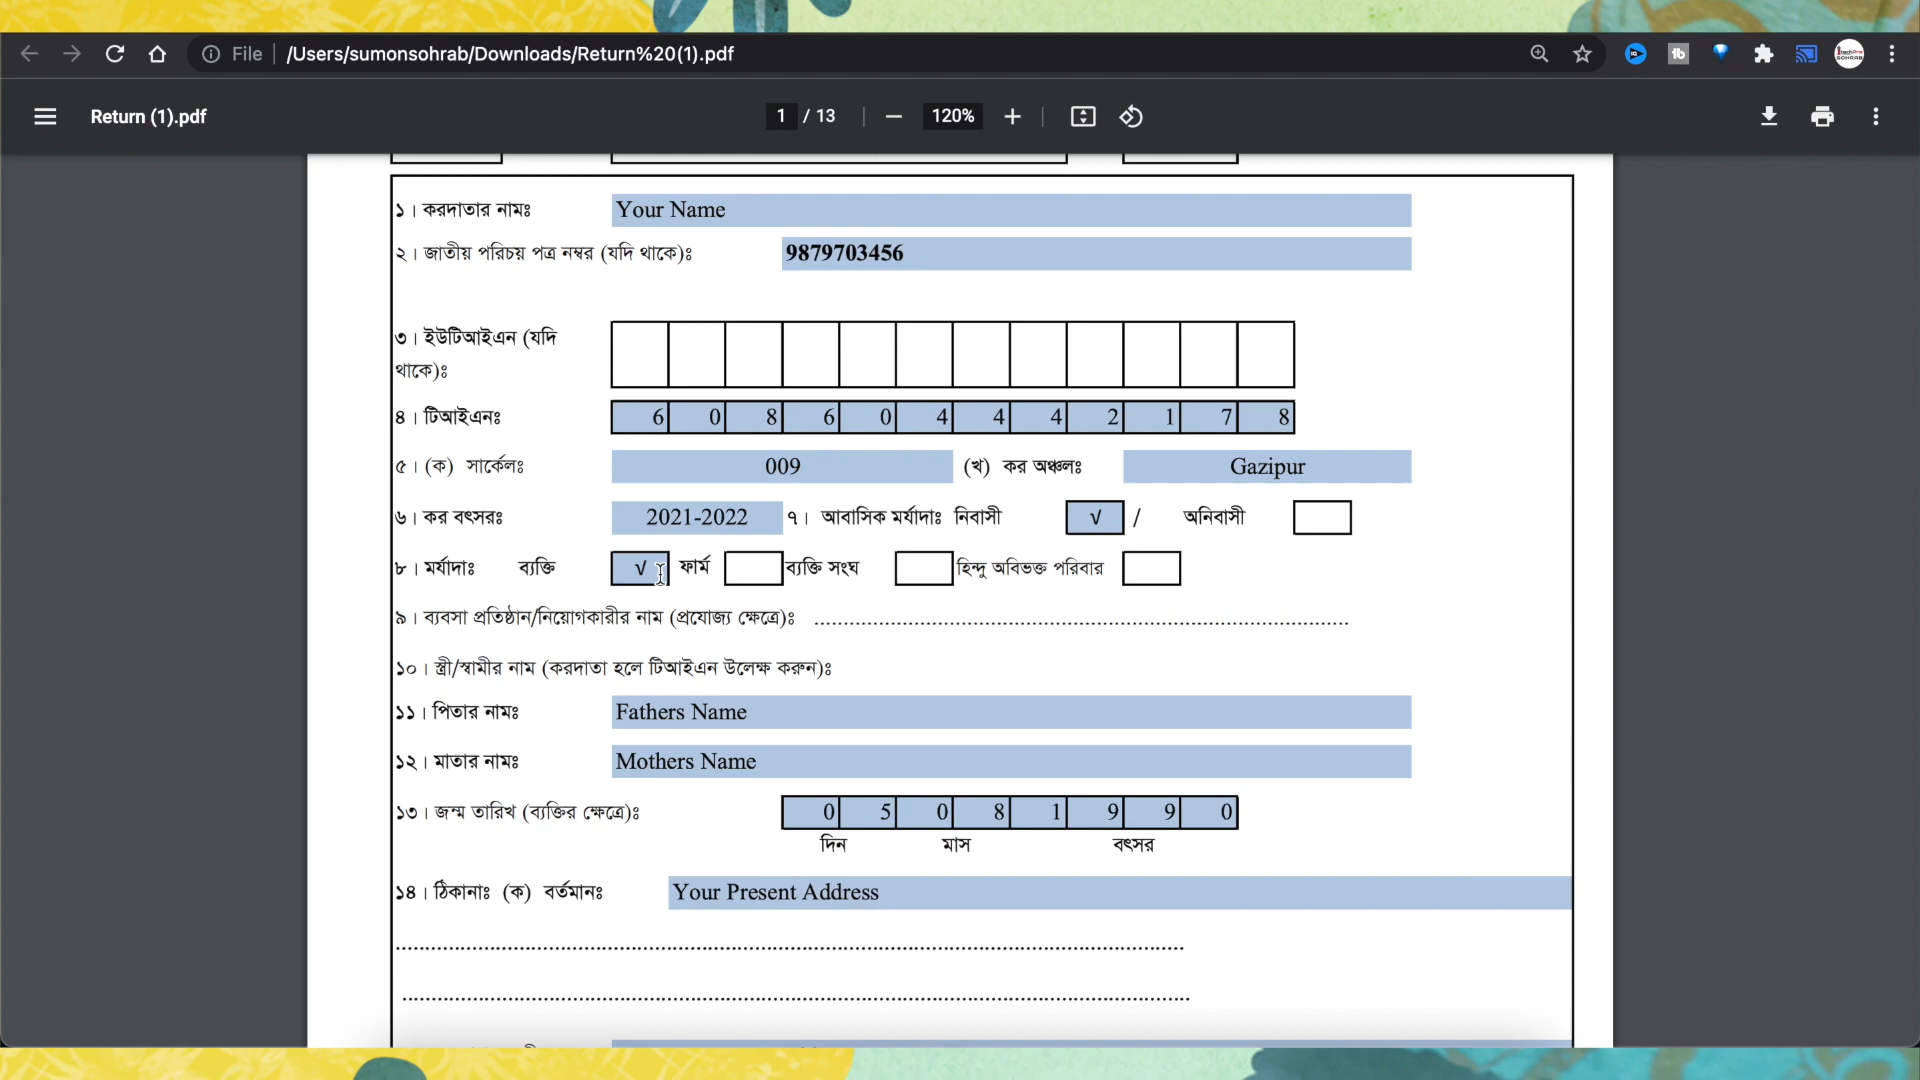 File | /Users/sumonsohrab/Downloads/Return%20(1).pdf
Return (1).pdf
1 / 13
120%
১। করদাতার নামঃ Your Name
২। জাতীয় পরিচয় পত্র নম্বর (যদি থাকে)ঃ 9879703456
৩। ইউটিআইএন (যদি
থাকে)ঃ
৪। টিআইএনঃ 6 0 8 6 0 4 4 4 2 1 7 8
৫। (ক) সার্কেলঃ 009 (খ) কর অঞ্চলঃ Gazipur
৬। কর বৎসরঃ 2021-2022 ৭। আবাসিক মর্যাদাঃ নিবাসী √ / অনিবাসী
৮। মর্যাদাঃ ব্যক্তি √ ফার্ম ব্যক্তি সংঘ হিন্দু অবিভক্ত পরিবার
৯। ব্যবসা প্রতিষ্ঠান/নিয়োগকারীর নাম (প্রযোজ্য ক্ষেত্রে)ঃ
১০। স্ত্রী/স্বামীর নাম (করদাতা হলে টিআইএন উলেক্ষ করুন)ঃ
১১। পিতার নামঃ Fathers Name
১২। মাতার নামঃ Mothers Name
১৩। জন্ম তারিখ (ব্যক্তির ক্ষেত্রে)ঃ 0 5 0 8 1 9 9 0
দিন মাস বৎসর
১৪। ঠিকানাঃ (ক) বর্তমানঃ Your Present Address